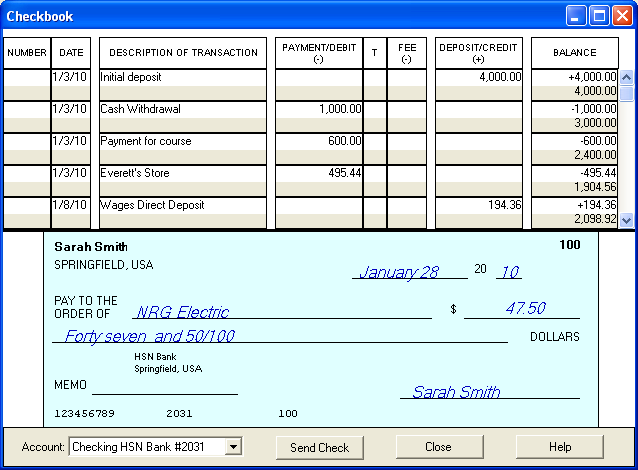 Checkbook
NUMBER DATE DESCRIPTION OF TRANSACTION PAYMENT/DEBIT (-) T FEE (-) DEPOSIT/CREDIT (+) BALANCE
1/3/10 Initial deposit 4,000.00 +4,000.00
4,000.00
1/3/10 Cash Withdrawal 1,000.00 -1,000.00
3,000.00
1/3/10 Payment for course 600.00 -600.00
2,400.00
1/3/10 Everett's Store 495.44 -495.44
1,904.56
1/8/10 Wages Direct Deposit 194.36 +194.36
2,098.92
Sarah Smith 100
SPRINGFIELD, USA
January 28 20 10
PAY TO THE
ORDER OF NRG Electric $ 47.50
Forty seven and 50/100 DOLLARS
HSN Bank
Springfield, USA
MEMO Sarah Smith
123456789 2031 100
Account: Checking HSN Bank #2031 Send Check Close Help